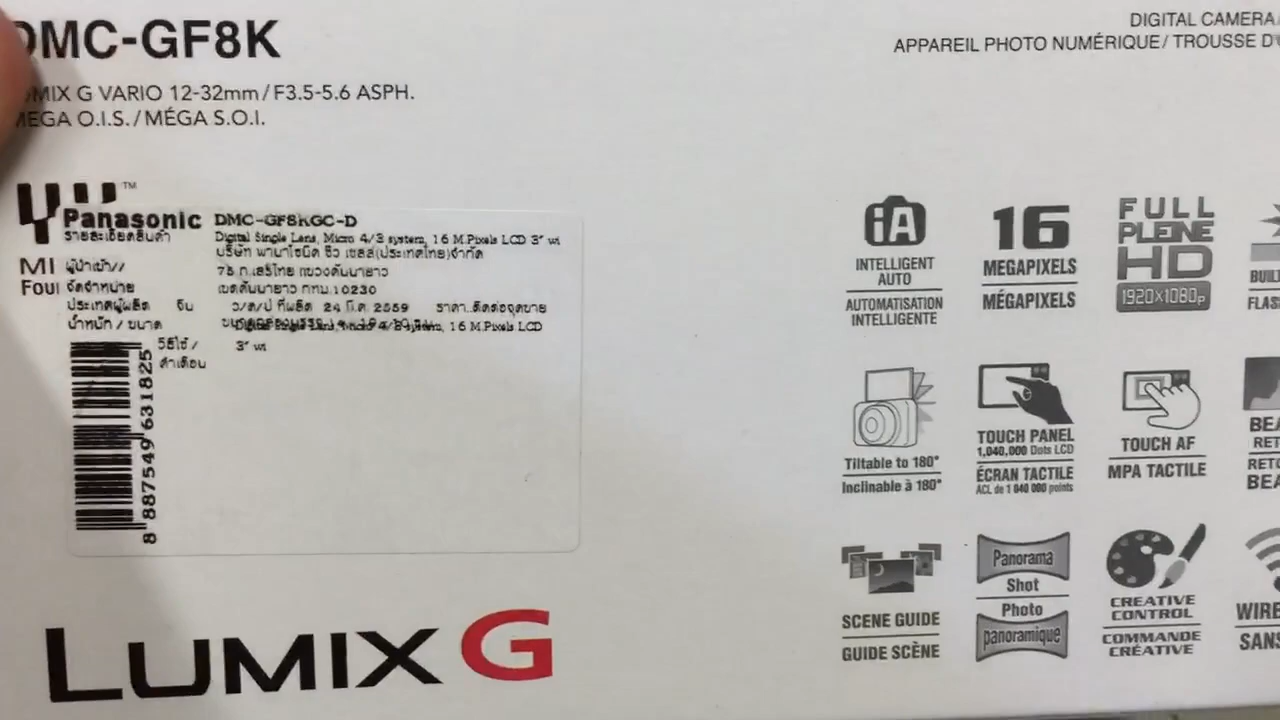 DMC-GF8K
DIGITAL CAMERA/
APPAREIL PHOTO NUMÉRIQUE/ TROUSSE
LUMIX G VARIO 12-32mm/F3.5-5.6 ASPH.
MEGA O.I.S./MÉGA S.O.I.
TM
Panasonic DMC-GF8KGC-D
รายละเอียดสินค้า Digital Single Lens, Micro 4/3 system, 16 M.Pixels LCD 3" wi
บริษัท พานาโซนิค ซิว เซลส์(ประเทศไทย)จำกัด
MI ผู้นำเข้า// 75 ถ.เสรีไทย แขวงคันนายาว
Four จัดจำหน่าย เขตคันนายาว กทม.10230
ประเทศผู้ผลิต จีน ว/ด/ป ที่ผลิต 24 2559 ราคา..ติดต่อจุดขาย
น้ำหนัก / ขนาด 16 M.Pixels LCD
วิธีใช้ / 3" wi
คำเตือน
8 887549 631825
LUMIX G
iA
INTELLIGENT
AUTO
AUTOMATISATION
INTELLIGENTE
16
MEGAPIXELS
MÉGAPIXELS
FULL
PLEINE
HD
1920x1080p
BUIL
FLAS
Tiltable to 180°
Inclinable à 180°
TOUCH PANEL
1,040,000 Dots LCD
ÉCRAN TACTILE
ACL de 1 040 000 points
TOUCH AF
MPA TACTILE
BEA
RET
RETO
BEA
SCENE GUIDE
GUIDE SCÈNE
Panorama
Shot
Photo
panoramique
CREATIVE
CONTROL
COMMANDE
CRÉATIVE
WIRE
SANS